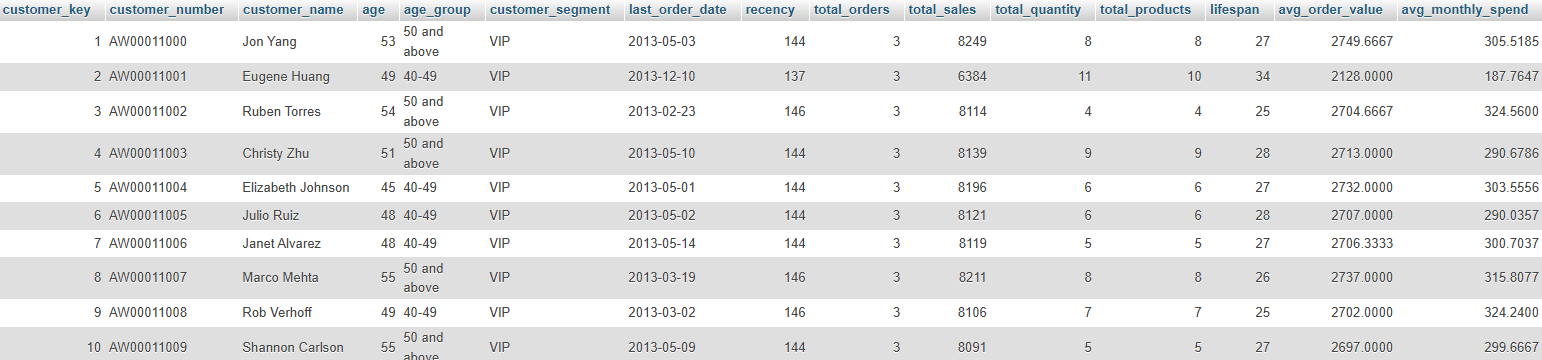 customer_key customer_number customer_name age age_group customer_segment last_order_date recency total_orders total_sales total_quantity total_products lifespan avg_order_value avg_monthly_spend
1 AW00011000 Jon Yang 53 50 and above VIP 2013-05-03 144 3 8249 8 8 27 2749.6667 305.5185
2 AW00011001 Eugene Huang 49 40-49 VIP 2013-12-10 137 3 6384 11 10 34 2128.0000 187.7647
3 AW00011002 Ruben Torres 54 50 and above VIP 2013-02-23 146 3 8114 4 4 25 2704.6667 324.5600
4 AW00011003 Christy Zhu 51 50 and above VIP 2013-05-10 144 3 8139 9 9 28 2713.0000 290.6786
5 AW00011004 Elizabeth Johnson 45 40-49 VIP 2013-05-01 144 3 8196 6 6 27 2732.0000 303.5556
6 AW00011005 Julio Ruiz 48 40-49 VIP 2013-05-02 144 3 8121 6 6 28 2707.0000 290.0357
7 AW00011006 Janet Alvarez 48 40-49 VIP 2013-05-14 144 3 8119 5 5 27 2706.3333 300.7037
8 AW00011007 Marco Mehta 55 50 and above VIP 2013-03-19 146 3 8211 8 8 26 2737.0000 315.8077
9 AW00011008 Rob Verhoff 49 40-49 VIP 2013-03-02 146 3 8106 7 7 25 2702.0000 324.2400
10 AW00011009 Shannon Carlson 55 50 and above VIP 2013-05-09 144 3 8091 5 5 27 2697.0000 299.6667